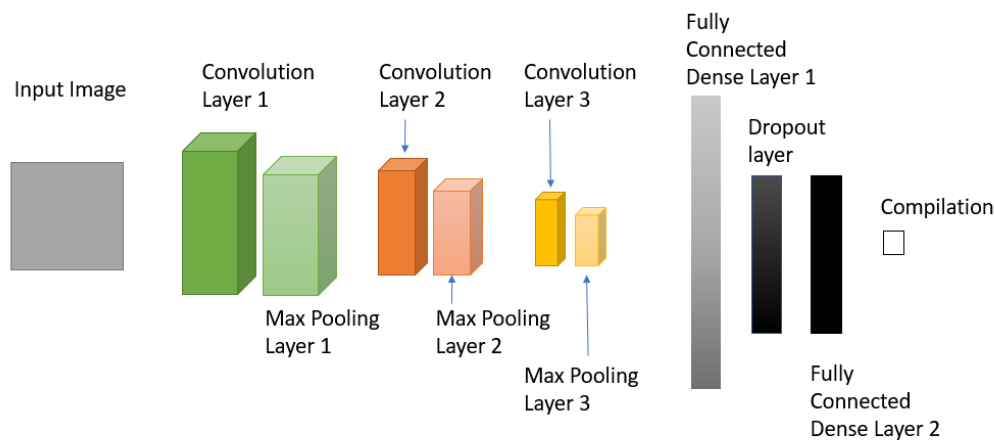 Input Image
Convolution
Layer 1
Max Pooling
Layer 1
Convolution
Layer 2
Max Pooling
Layer 2
Convolution
Layer 3
Max Pooling
Layer 3
Fully
Connected
Dense Layer 1
Dropout
layer
Fully
Connected
Dense Layer 2
Compilation